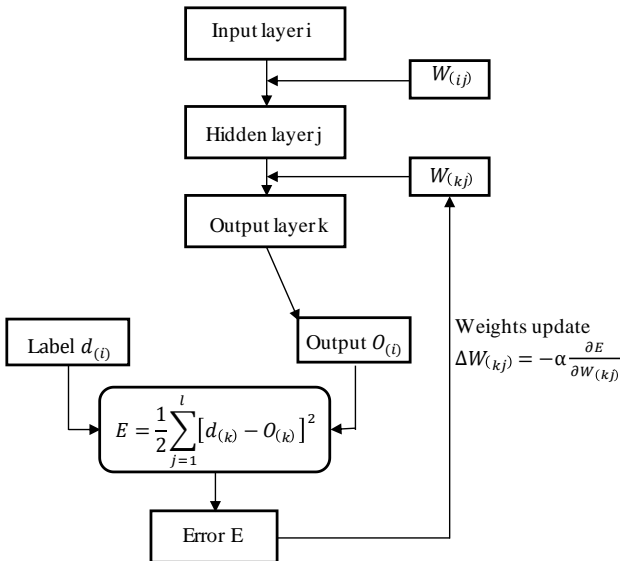 Input layer i
W₍ᵢⱼ₎
Hidden layer j
W₍ₖⱼ₎
Output layer k
Label d₍ᵢ₎
Output O₍ᵢ₎
Weights update
ΔW₍ₖⱼ₎ = −α ∂E/∂W₍ₖⱼ₎
E = 1/2 ∑ⱼ₌₁ˡ [d₍ₖ₎ − O₍ₖ₎]²
Error E